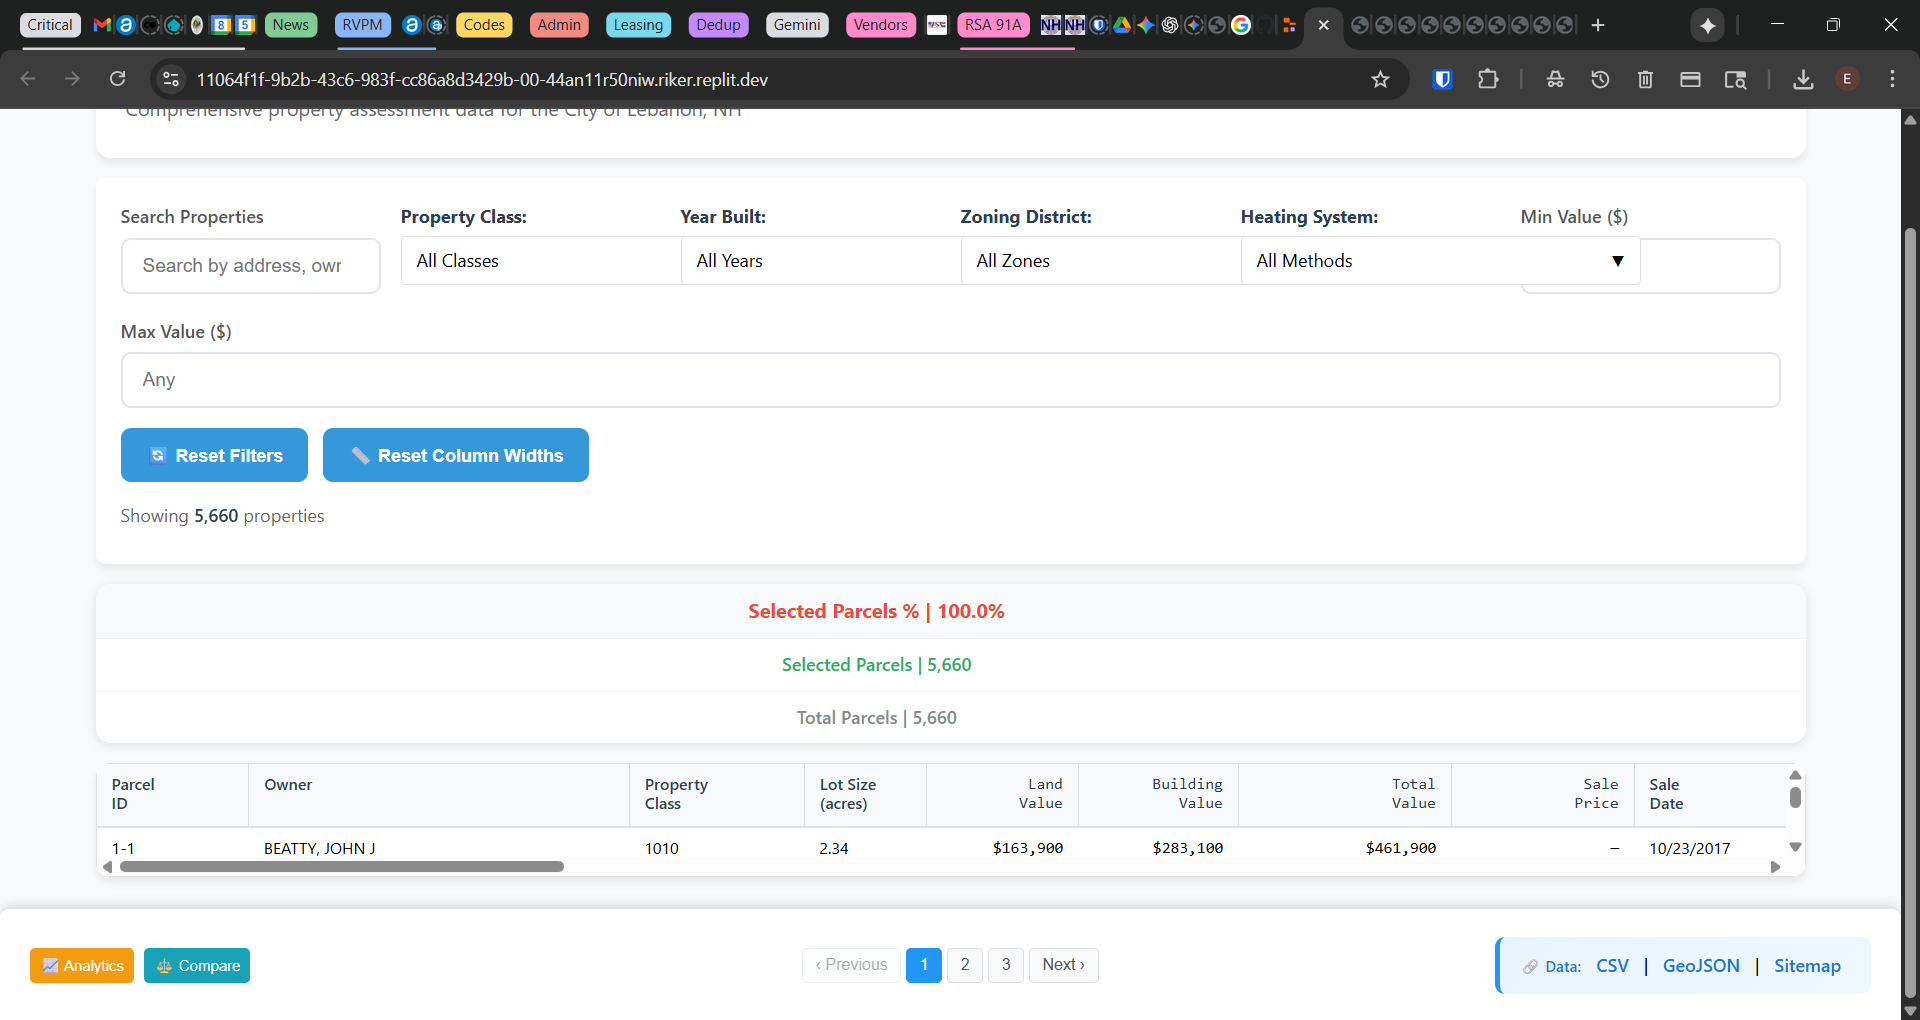 Critical
News
RVPM
Codes
Admin
Leasing
Dedup
Gemini
Vendors
RSA 91A
NH
NH
11064f1f-9b2b-43c6-983f-cc86a8d3429b-00-44an11r50niw.riker.replit.dev
E
Comprehensive property assessment data for the City of Lebanon, NH
Search Properties
Property Class:
Year Built:
Zoning District:
Heating System:
Min Value ($)
Search by address, owr
All Classes
All Years
All Zones
All Methods
Max Value ($)
Any
Reset Filters
Reset Column Widths
Showing 5,660 properties
Selected Parcels % | 100.0%
Selected Parcels | 5,660
Total Parcels | 5,660
Parcel ID
Owner
Property Class
Lot Size (acres)
Land Value
Building Value
Total Value
Sale Price
Sale Date
1-1
BEATTY, JOHN J
1010
2.34
$163,900
$283,100
$461,900
—
10/23/2017
Analytics
Compare
‹ Previous
1
2
3
Next ›
Data:
CSV | GeoJSON | Sitemap